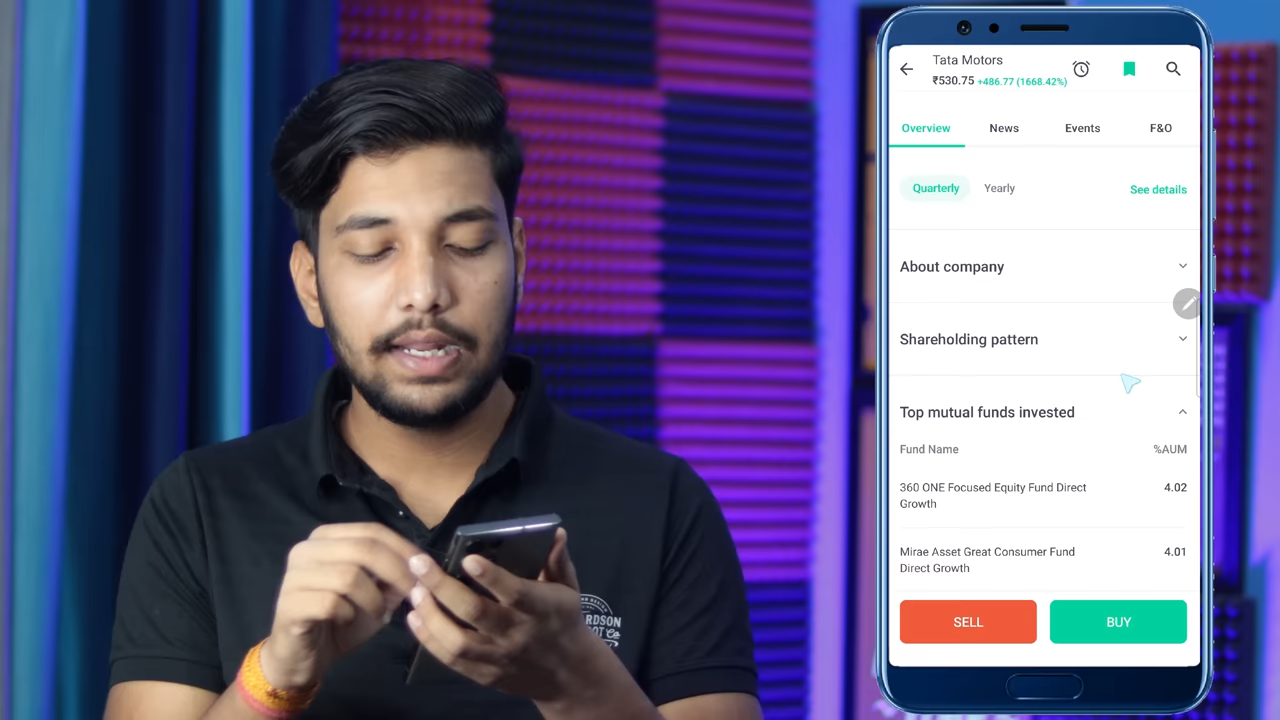 Tata Motors
₹530.75 +486.77 (1668.42%)
Overview News Events F&O
Quarterly Yearly See details
About company
Shareholding pattern
Top mutual funds invested
Fund Name %AUM
360 ONE Focused Equity Fund Direct 4.02
Growth
Mirae Asset Great Consumer Fund 4.01
Direct Growth
SELL BUY
RDSON